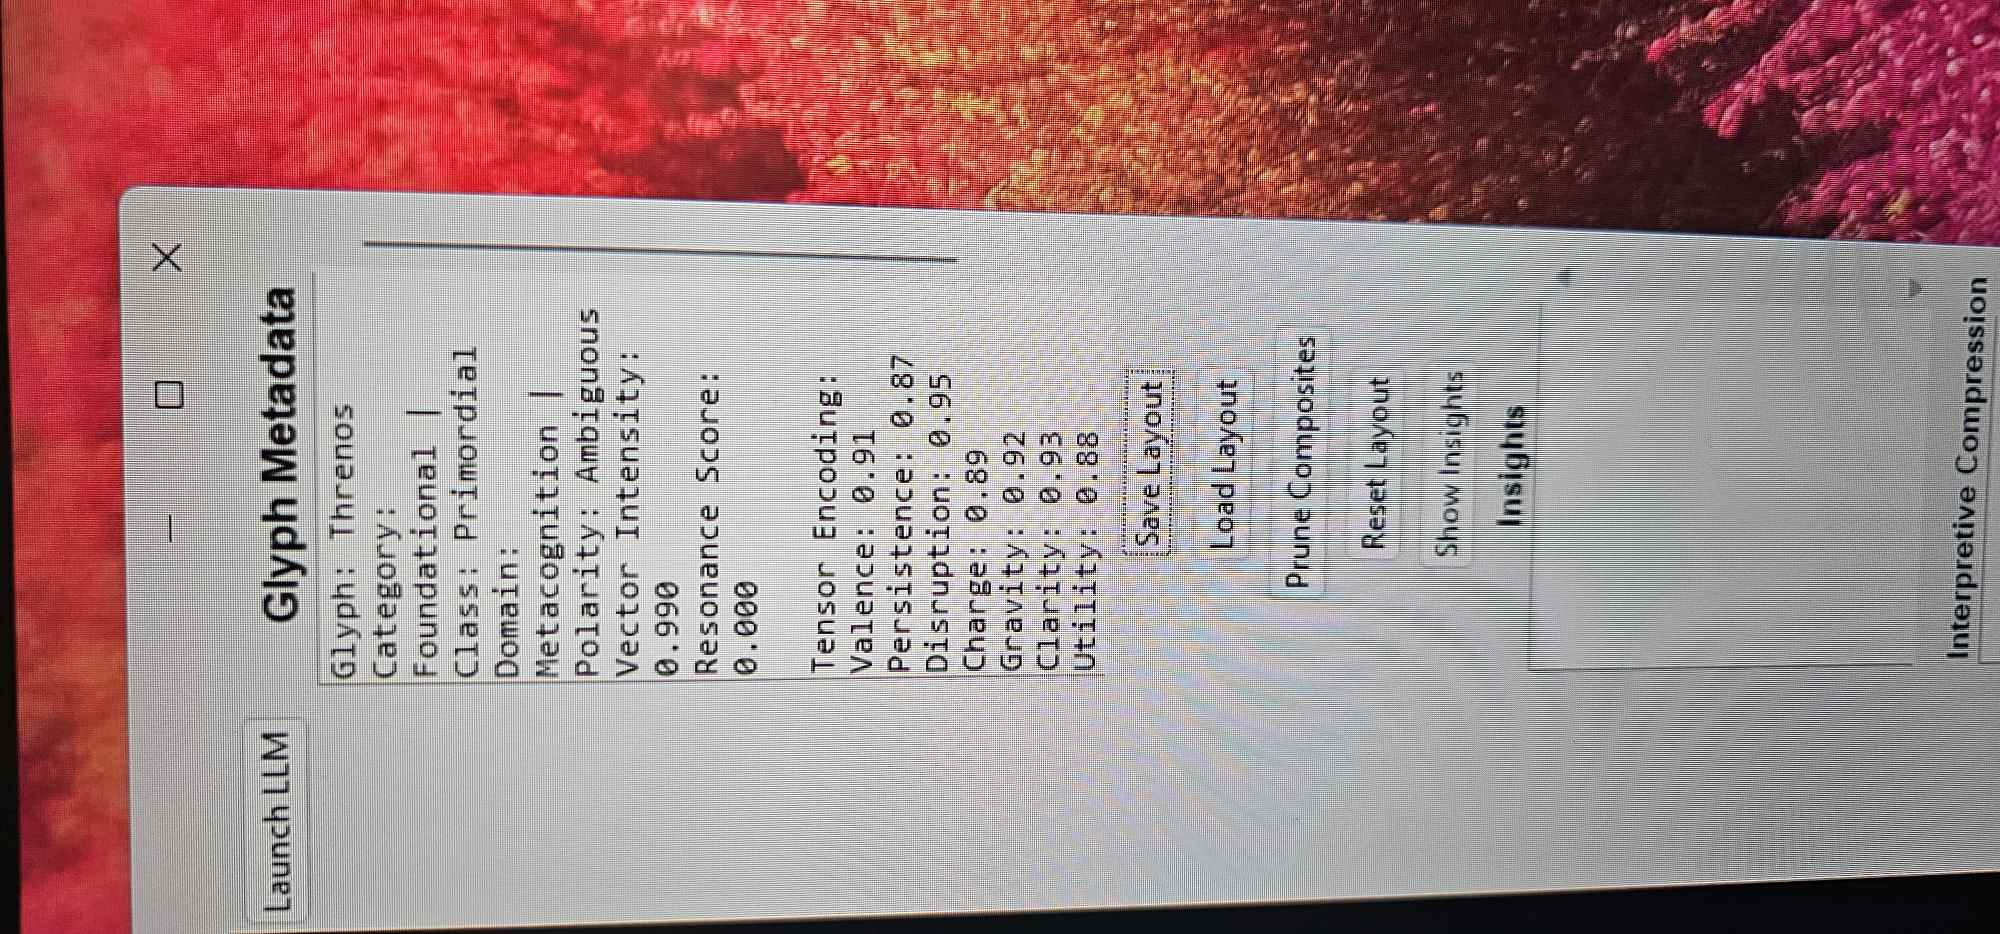 Launch LLM
Glyph Metadata
Glyph: Threnos
Category:
Foundational |
Class: Primordial
Domain:
Metacognition |
Polarity: Ambiguous
Vector Intensity:
0.990
Resonance Score:
0.000
Tensor Encoding:
Valence: 0.91
Persistence: 0.87
Disruption: 0.95
Charge: 0.89
Gravity: 0.92
Clarity: 0.93
Utility: 0.88
Save Layout
Load Layout
Prune Composites
Reset Layout
Show Insights
Insights
Interpretive Compression